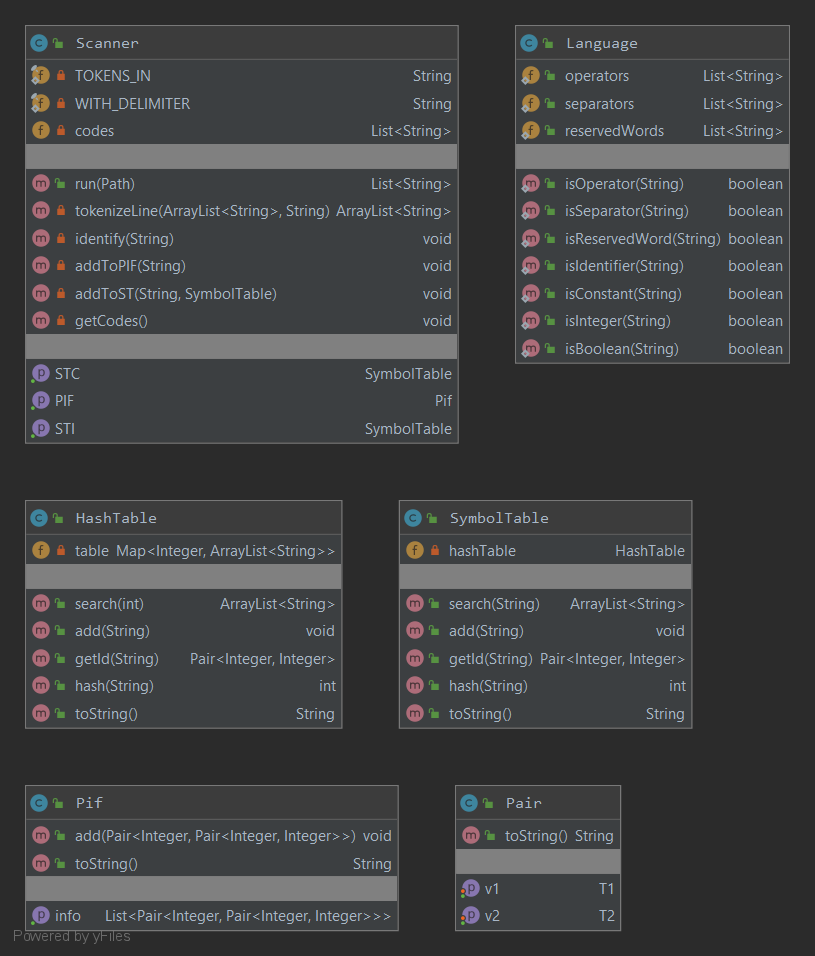 Scanner
TOKENS_IN String
WITH_DELIMITER String
codes List<String>
run(Path) List<String>
tokenizeLine(ArrayList<String>, String) ArrayList<String>
identify(String) void
addToPIF(String) void
addToST(String, SymbolTable) void
getCodes() void
STC SymbolTable
PIF Pif
STI SymbolTable
Language
operators List<String>
separators List<String>
reservedWords List<String>
isOperator(String) boolean
isSeparator(String) boolean
isReservedWord(String) boolean
isIdentifier(String) boolean
isConstant(String) boolean
isInteger(String) boolean
isBoolean(String) boolean
HashTable
table Map<Integer, ArrayList<String>>
search(int) ArrayList<String>
add(String) void
getId(String) Pair<Integer, Integer>
hash(String) int
toString() String
SymbolTable
hashTable HashTable
search(String) ArrayList<String>
add(String) void
getId(String) Pair<Integer, Integer>
hash(String) int
toString() String
Pif
add(Pair<Integer, Pair<Integer, Integer>>) void
toString() String
info List<Pair<Integer, Pair<Integer, Integer>>>
Pair
toString() String
v1 T1
v2 T2
Powered by yFiles